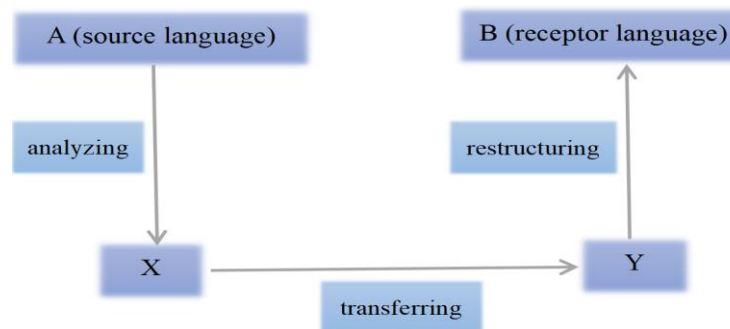 A (source language)
B (receptor language)
analyzing
restructuring
X
Y
transferring